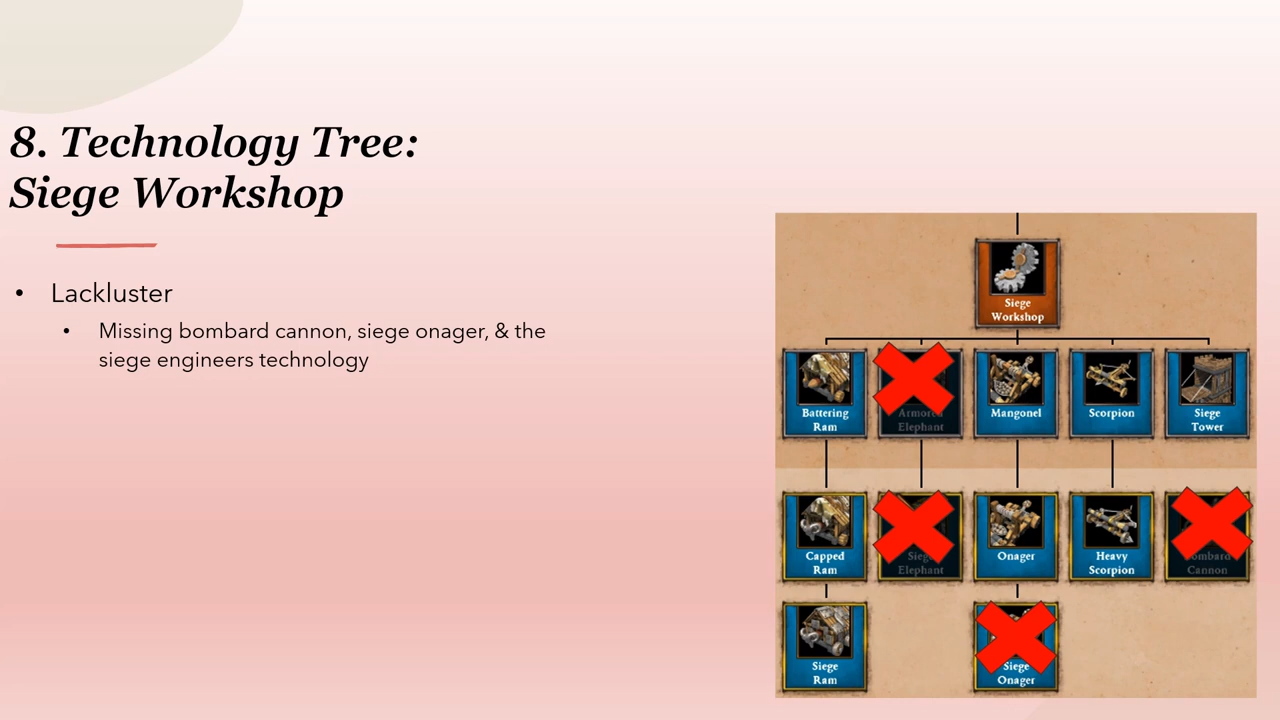 8. Technology Tree:
Siege Workshop
• Lackluster
• Missing bombard cannon, siege onager, & the
siege engineers technology
Siege
Workshop
Battering
Ram
Armored
Elephant
Mangonel
Scorpion
Siege
Tower
Capped
Ram
Siege
Elephant
Onager
Heavy
Scorpion
Bombard
Cannon
Siege
Ram
Siege
Onager